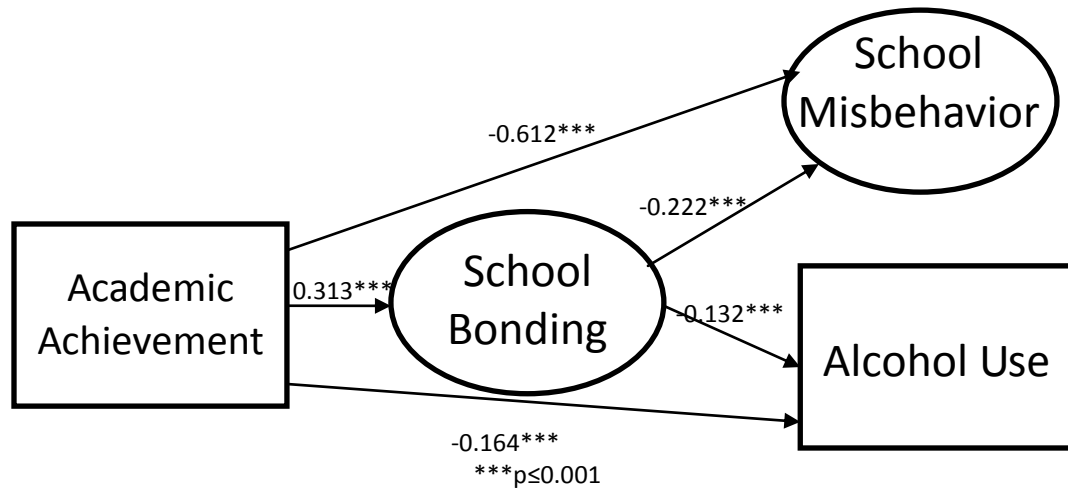 School
Misbehavior
-0.612***
-0.222***
Academic
Achievement
0.313***
School
Bonding
-0.132***
Alcohol Use
-0.164***
***p≤0.001